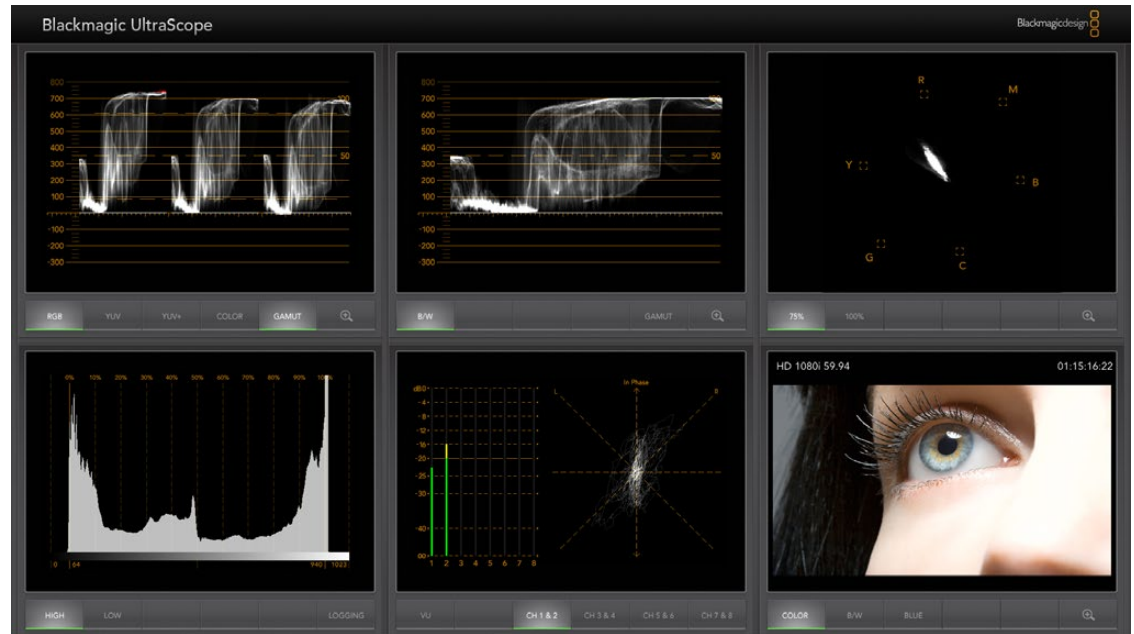 Blackmagic UltraScope
Blackmagicdesign
800
700
600
500
400
300
200
100
-100
-200
-300
100
50
RGB YUV YUV+ COLOR GAMUT
800
700
600
500
400
300
200
100
-100
-200
-300
100
50
B/W GAMUT
R
M
Y
B
G
C
75% 100%
0% 10% 20% 30% 40% 50% 60% 70% 80% 90% 100%
0 64 940 1023
HIGH LOW LOGGING
In Phase
dB0
-4
-8
-12
-16
-20
-25
-30
-40
1 2 3 4 5 6 7 8
L
R
VU CH 1 & 2 CH 3 & 4 CH 5 & 6 CH 7 & 8
HD 1080i 59.94 01:15:16:22
COLOR B/W BLUE